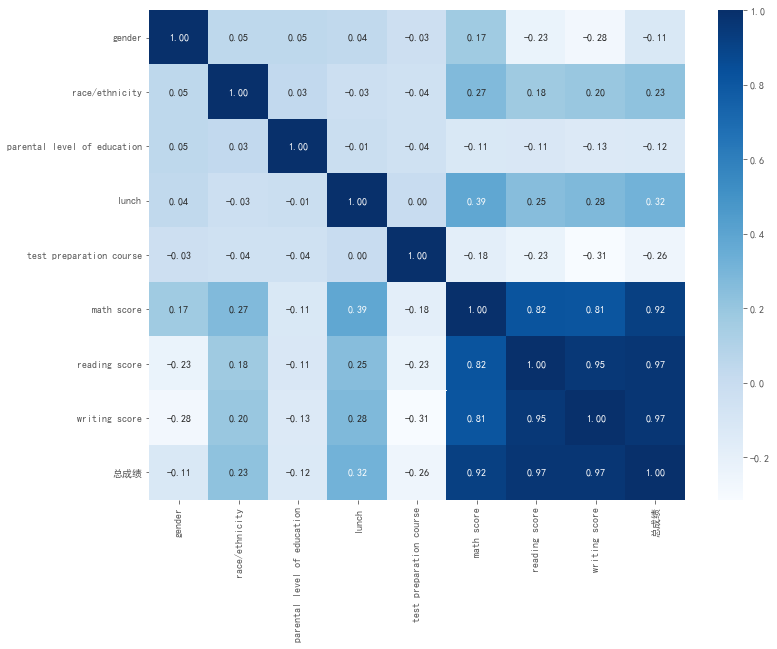 gender 1.00 0.05 0.05 0.04 -0.03 0.17 -0.23 -0.28 -0.11
race/ethnicity 0.05 1.00 0.03 -0.03 -0.04 0.27 0.18 0.20 0.23
parental level of education 0.05 0.03 1.00 -0.01 -0.04 -0.11 -0.11 -0.13 -0.12
lunch 0.04 -0.03 -0.01 1.00 0.00 0.39 0.25 0.28 0.32
test preparation course -0.03 -0.04 -0.04 0.00 1.00 -0.18 -0.23 -0.31 -0.26
math score 0.17 0.27 -0.11 0.39 -0.18 1.00 0.82 0.81 0.92
reading score -0.23 0.18 -0.11 0.25 -0.23 0.82 1.00 0.95 0.97
writing score -0.28 0.20 -0.13 0.28 -0.31 0.81 0.95 1.00 0.97
总成绩 -0.11 0.23 -0.12 0.32 -0.26 0.92 0.97 0.97 1.00
gender
race/ethnicity
parental level of education
lunch
test preparation course
math score
reading score
writing score
总成绩
1.0
0.8
0.6
0.4
0.2
0.0
-0.2